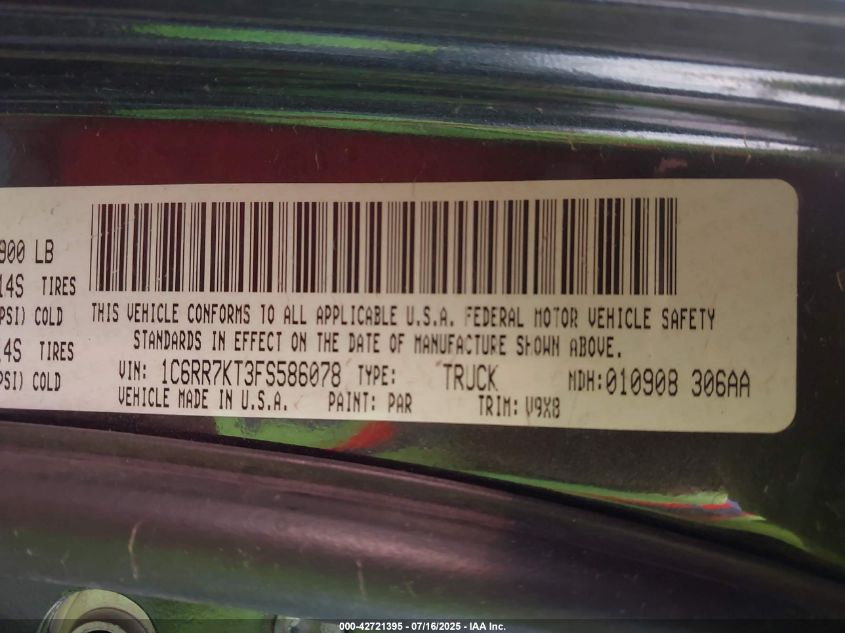 900 LB
14S TIRES
PSI) COLD
14S TIRES
PSI) COLD
THIS VEHICLE CONFORMS TO ALL APPLICABLE U.S.A. FEDERAL MOTOR VEHICLE SAFETY
STANDARDS IN EFFECT ON THE DATE OF MANUFACTURE SHOWN ABOVE.
VIN: 1C6RR7KT3FS586078 TYPE: TRUCK MDH:010908 306AA
VEHICLE MADE IN U.S.A. PAINT: PAR TRIM: V9X8
000-42721395 - 07/16/2025 - IAA Inc.